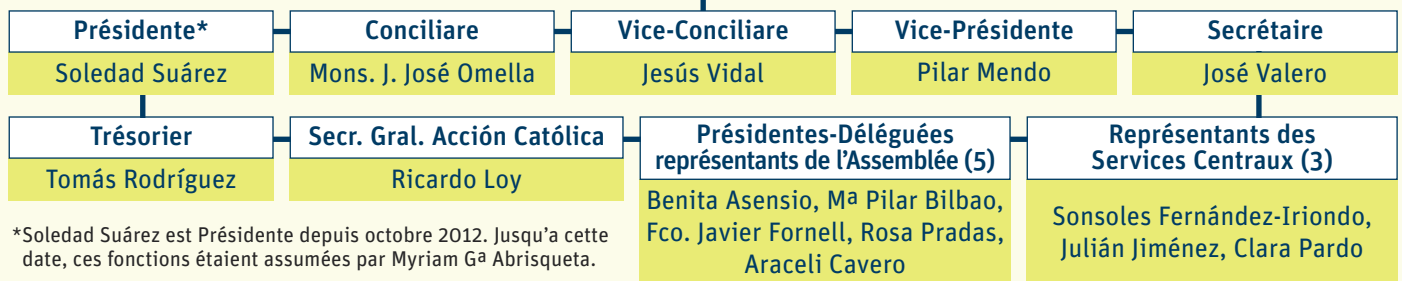 Présidente*
Conciliare
Vice-Conciliare
Vice-Présidente
Secrétaire
Soledad Suárez
Mons. J. José Omella
Jesús Vidal
Pilar Mendo
José Valero
Trésorier
Secr. Gral. Acción Católica
Présidentes-Déléguées
représentants de l'Assemblée (5)
Représentants des
Services Centraux (3)
Tomás Rodríguez
Ricardo Loy
Benita Asensio, Mª Pilar Bilbao,
Fco. Javier Fornell, Rosa Pradas,
Araceli Cavero
Sonsoles Fernández-Iriondo,
Julián Jiménez, Clara Pardo
*Soledad Suárez est Présidente depuis octobre 2012. Jusqu'a cette
date, ces fonctions étaient assumées par Myriam Gª Abrisqueta.